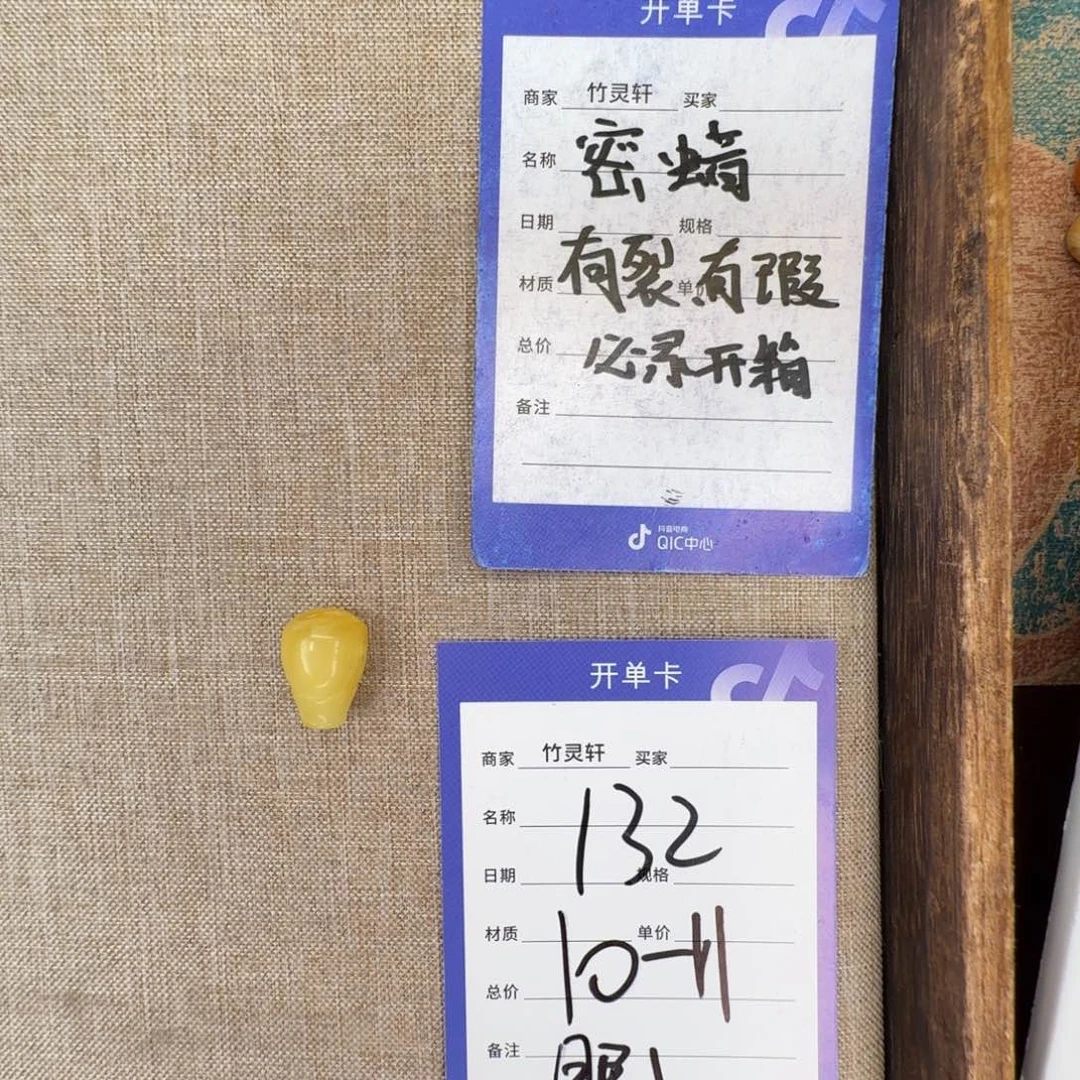 开单卡
商家 竹灵轩 买家
名称 密蜡
日期 规格
材质 有裂有瑕 单价
总价 必录开箱
备注
抖音电商
QIC中心
开单卡
商家 竹灵轩 买家
名称 132
日期 规格
材质 单价
10-11
总价
备注